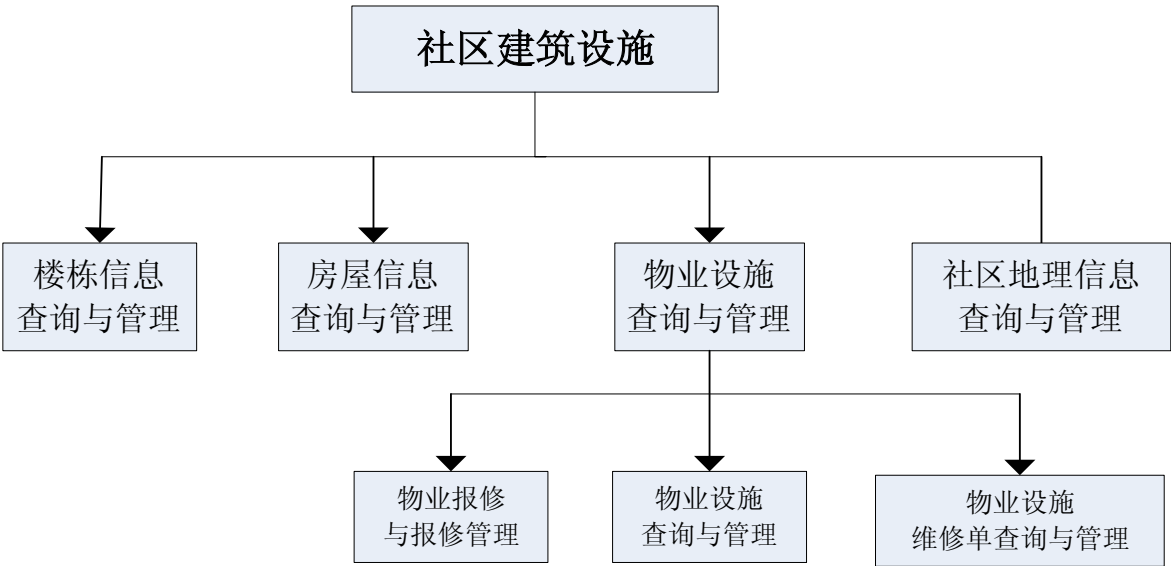 社区建筑设施
楼栋信息
查询与管理
房屋信息
查询与管理
物业设施
查询与管理
社区地理信息
查询与管理
物业报修
与报修管理
物业设施
查询与管理
物业设施
维修单查询与管理